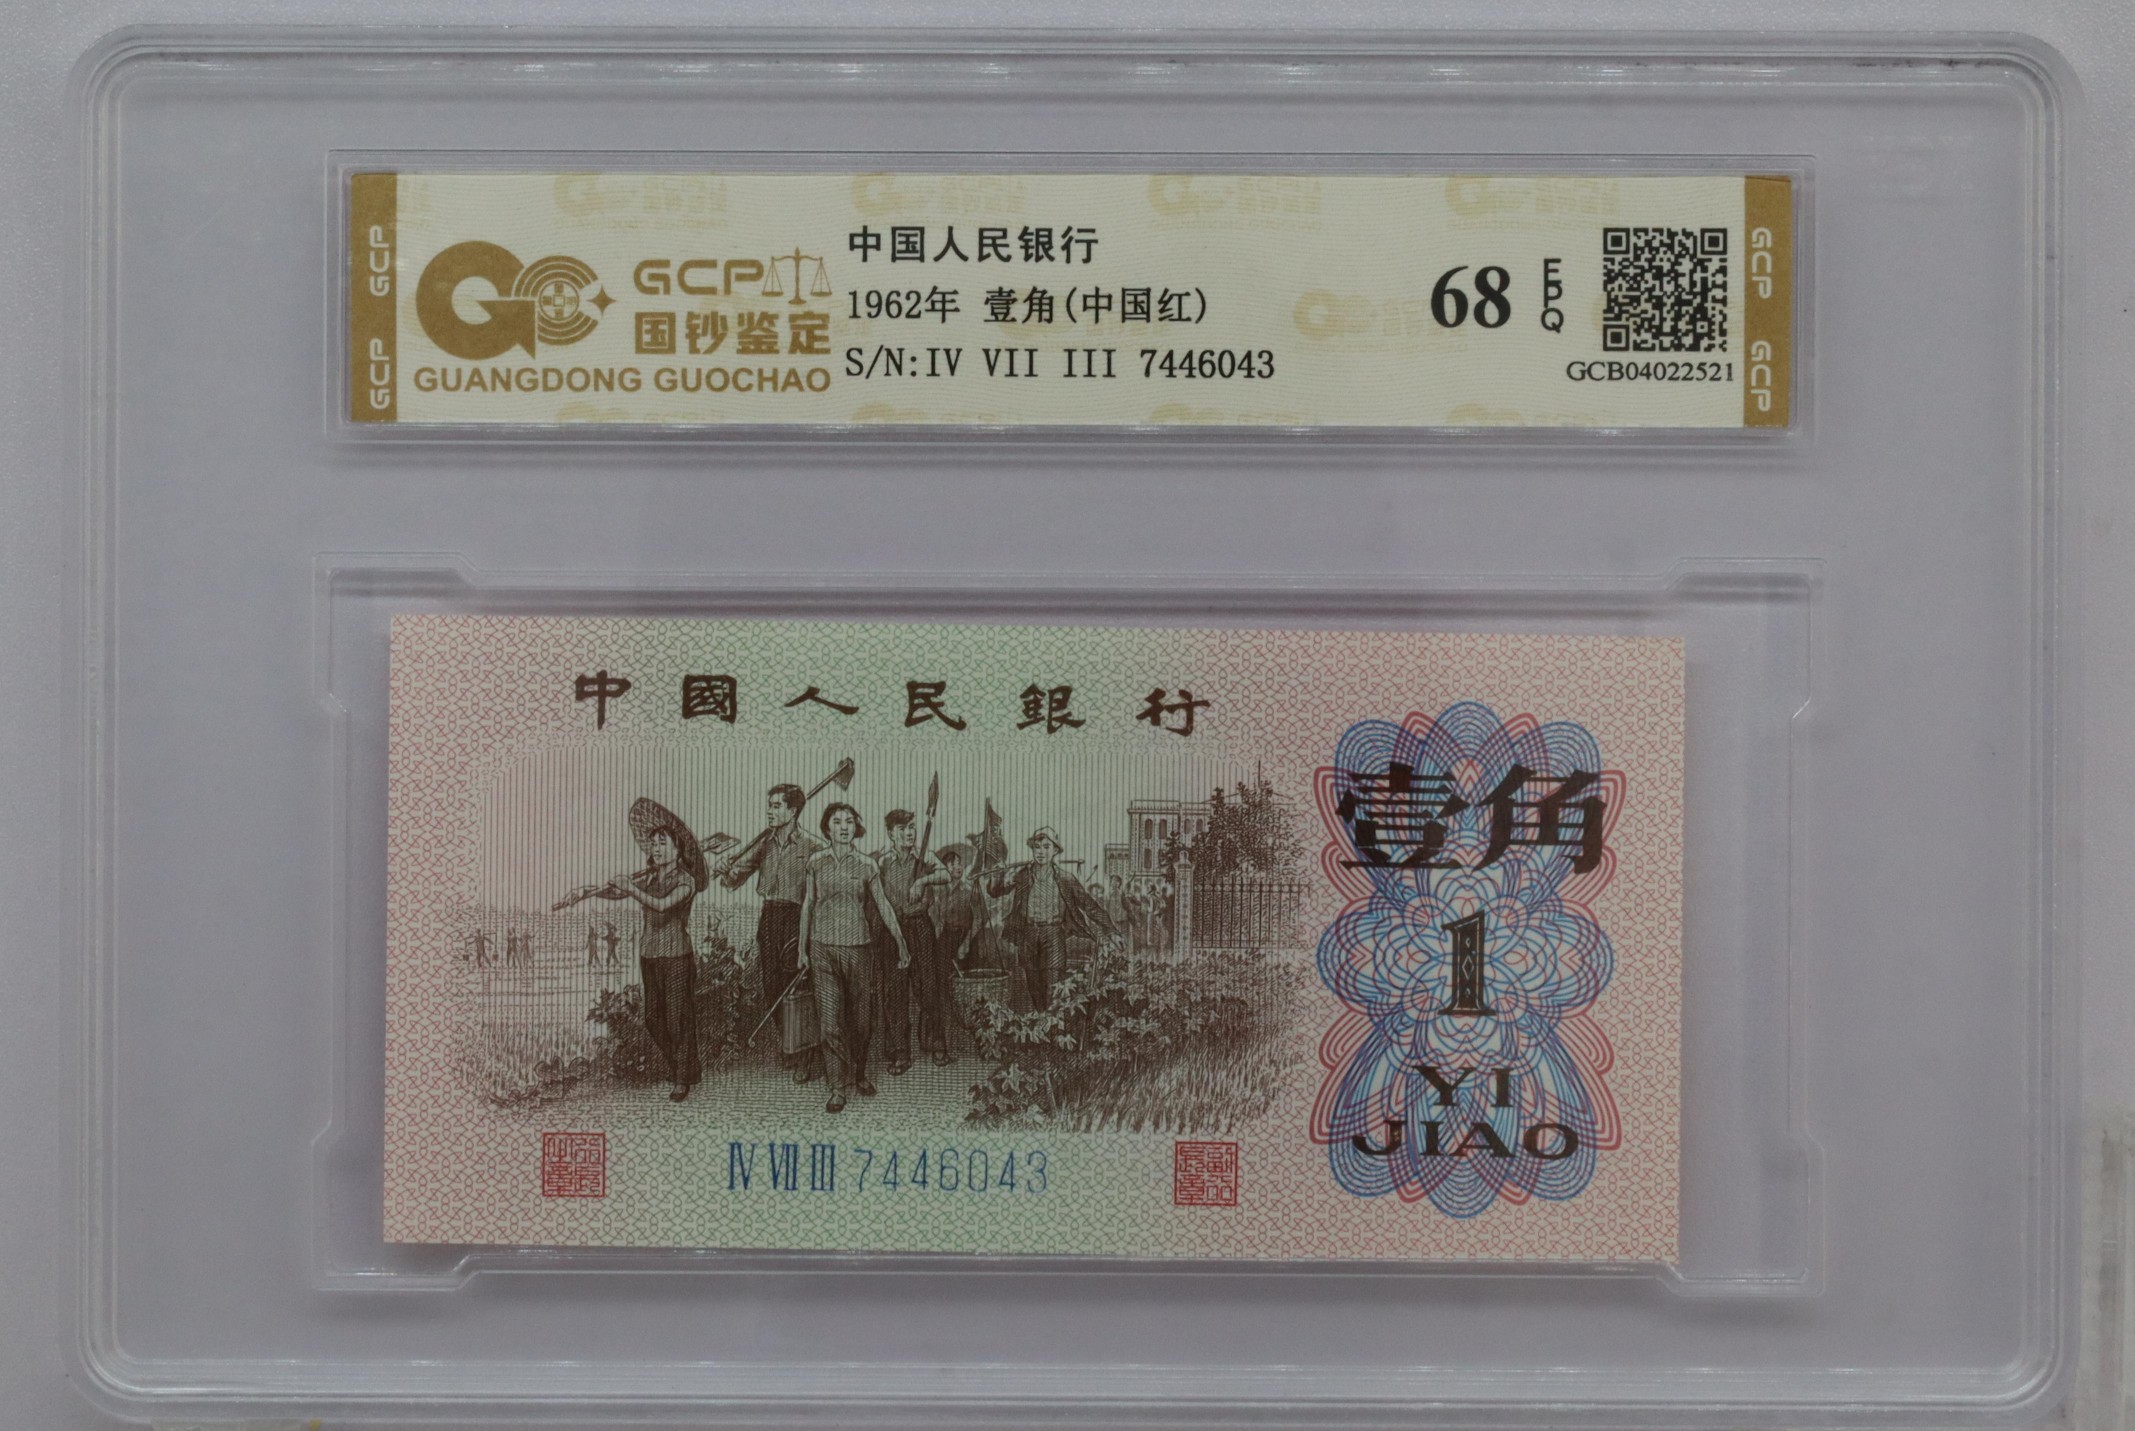 GCP
GCP
GCP
国钞鉴定
GUANGDONG GUOCHAO
中国人民银行
1962年 壹角(中国红)
S/N:IV VII III 7446043
68
EPQ
GCB04022521
GCP
GCP
中國人民銀行
壹角
1
YI
JIAO
Ⅳ Ⅶ Ⅲ 7446043